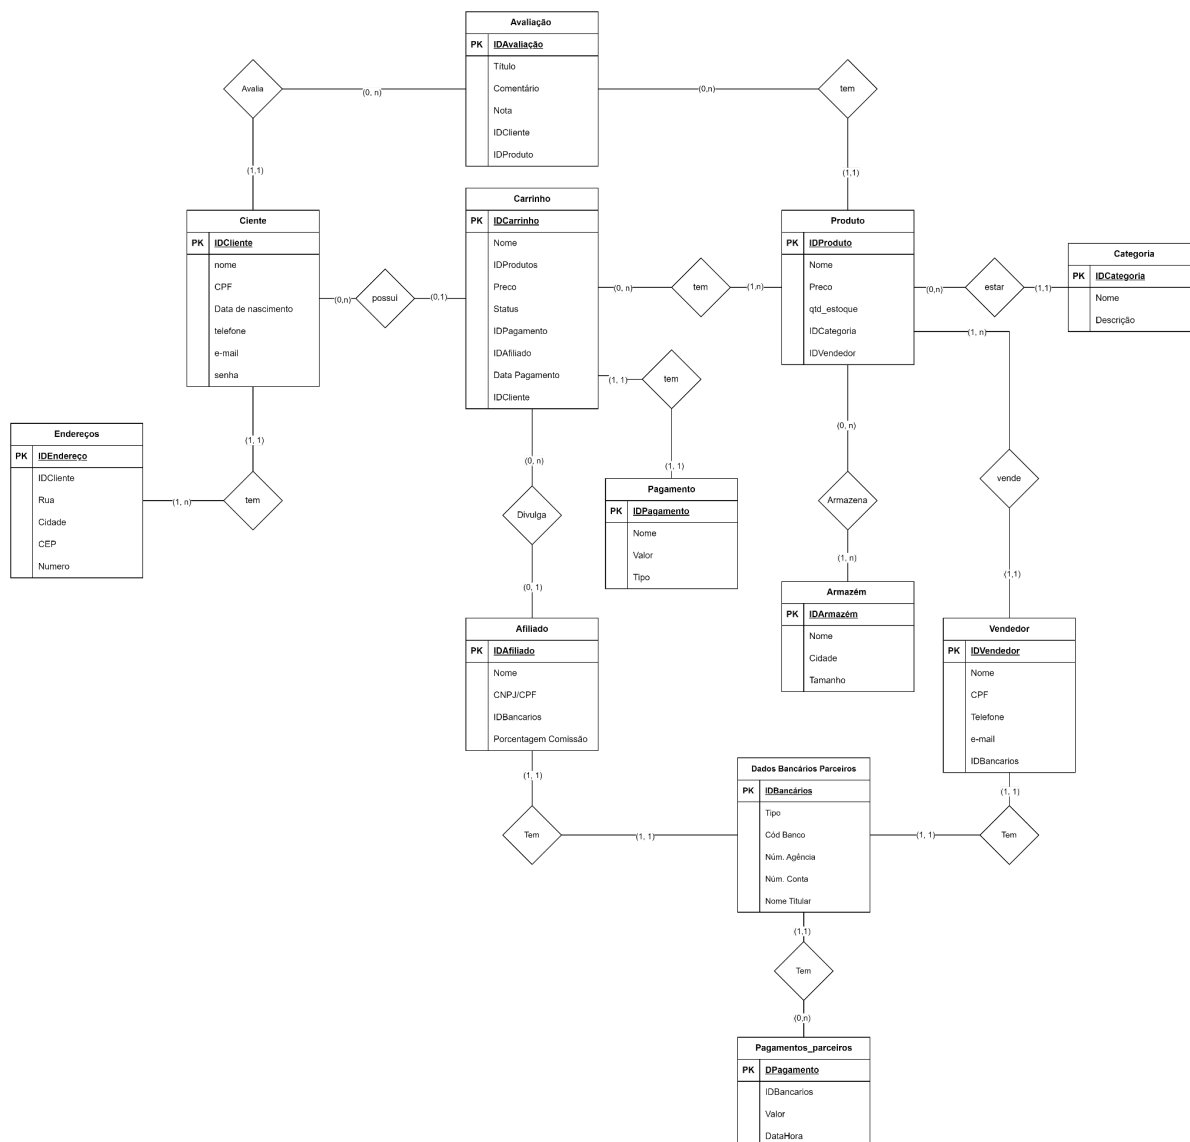 Avaliação
PK IDAvaliação
Título
Comentário
Nota
IDCliente
IDProduto
Avalia
(0, n)
(0,n)
tem
(1,1)
(1,1)
Ciente
PK IDCliente
nome
CPF
Data de nascimento
telefone
e-mail
senha
(0,n)
possui
(0,1)
Carrinho
PK IDCarrinho
Nome
IDProdutos
Preco
Status
IDPagamento
IDAfiliado
Data Pagamento
IDCliente
(0, n)
tem
(1,n)
Produto
PK IDProduto
Nome
Preco
qtd_estoque
IDCategoria
IDVendedor
(0,n)
estar
(1,1)
Categoria
PK IDCategoria
Nome
Descrição
(1, n)
(1, 1)
tem
(1, 1)
Pagamento
PK IDPagamento
Nome
Valor
Tipo
(1, 1)
tem
(1, n)
Endereços
PK IDEndereço
IDCliente
Rua
Cidade
CEP
Numero
(0, n)
Divulga
(0, 1)
(0, n)
Armazena
(1, n)
vende
(1,1)
Armazém
PK IDArmazém
Nome
Cidade
Tamanho
Afiliado
PK IDAfiliado
Nome
CNPJ/CPF
IDBancarios
Porcentagem Comissão
Vendedor
PK IDVendedor
Nome
CPF
Telefone
e-mail
IDBancarios
(1, 1)
Tem
(1, 1)
Dados Bancários Parceiros
PK IDBancários
Tipo
Cód Banco
Núm. Agência
Núm. Conta
Nome Titular
(1, 1)
Tem
(1, 1)
(1,1)
Tem
(0,n)
Pagamentos_parceiros
PK DPagamento
IDBancarios
Valor
DataHora